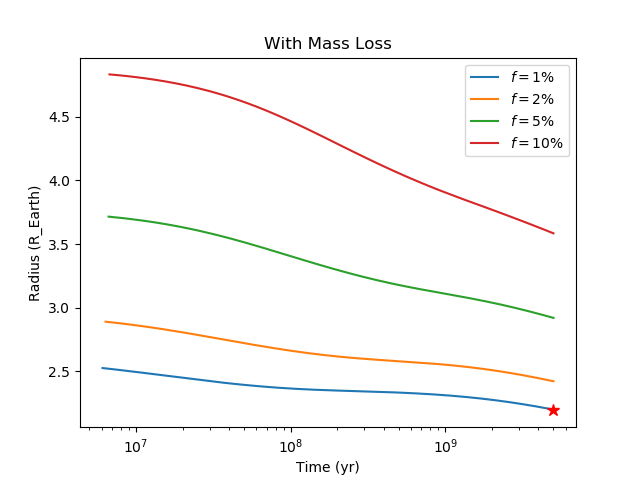 With Mass Loss
f = 1%
f = 2%
f = 5%
f = 10%
4.5
4.0
3.5
3.0
2.5
Radius (R_Earth)
10^7
10^8
10^9
Time (yr)